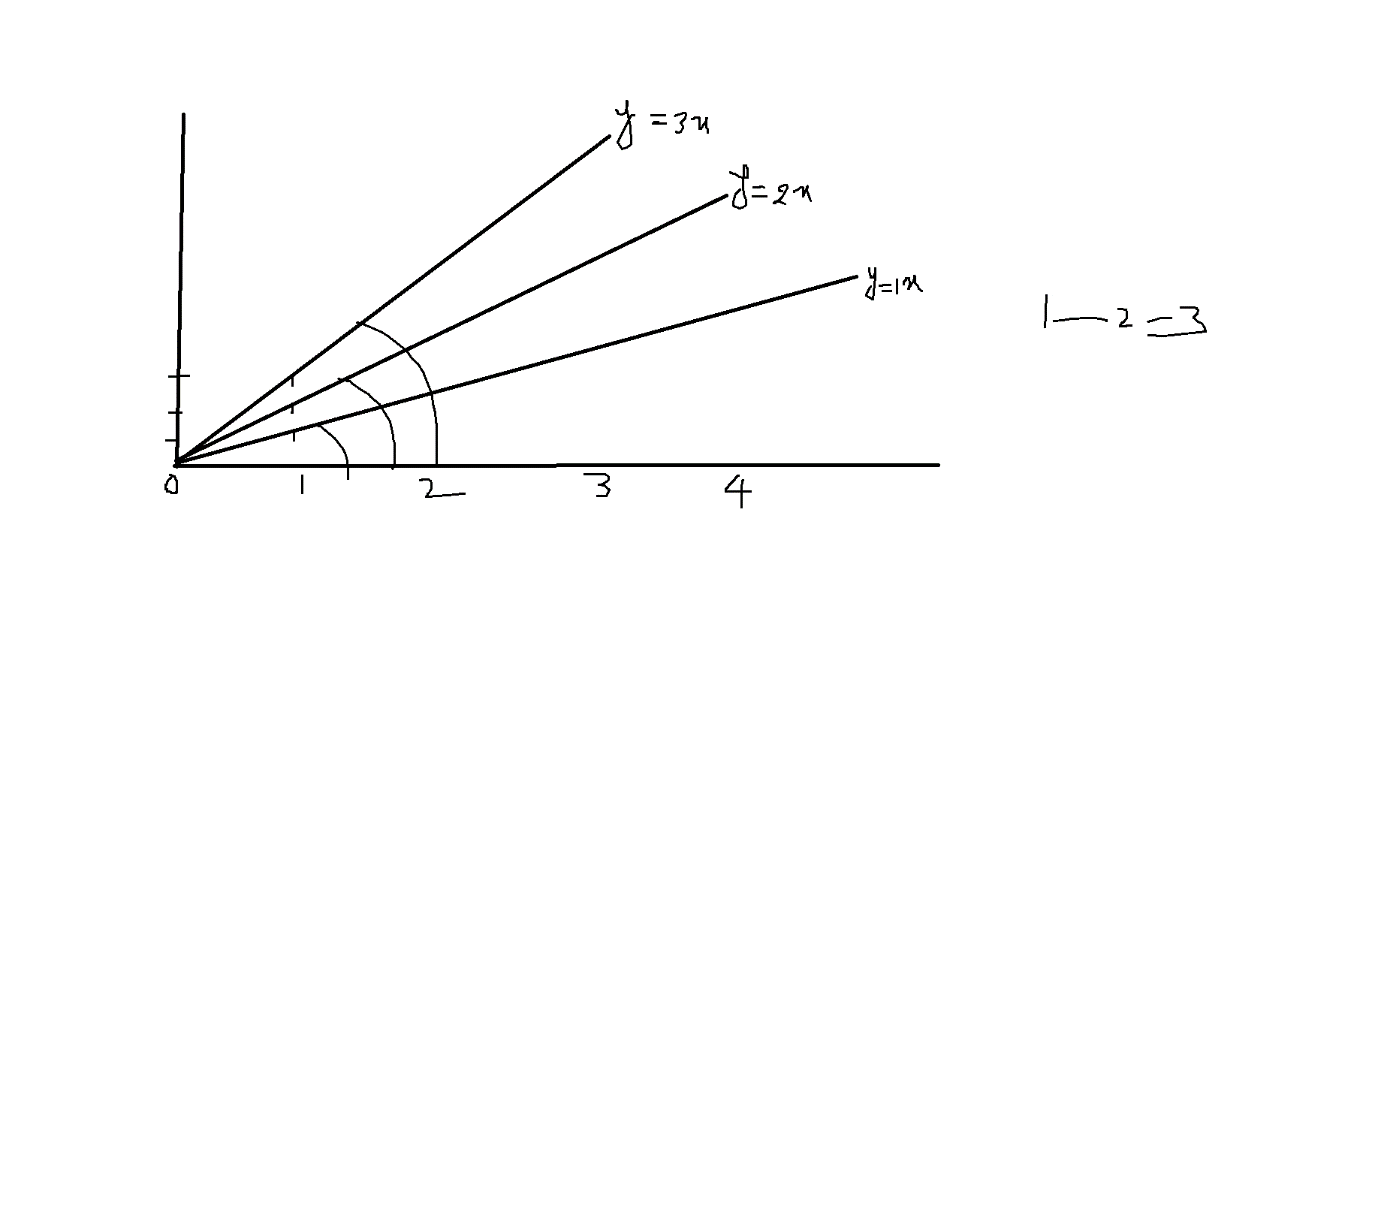 y = 3x
y = 2x
y = 1x
1 — 2 = 3
0 1 2 3 4